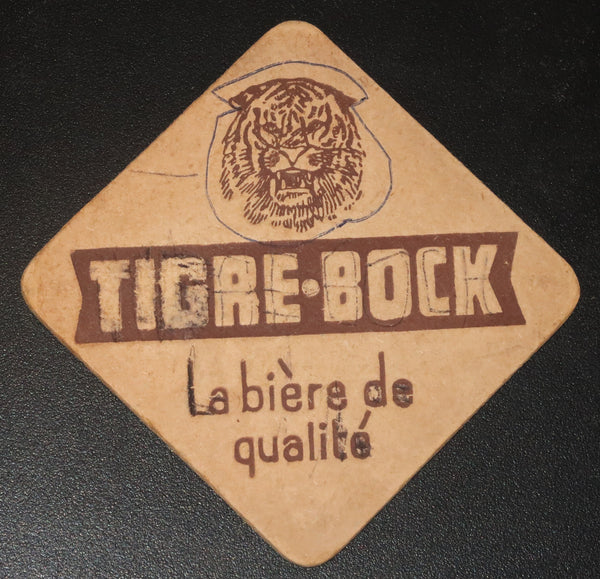 TIGRE·BOCK
La bière de
qualité